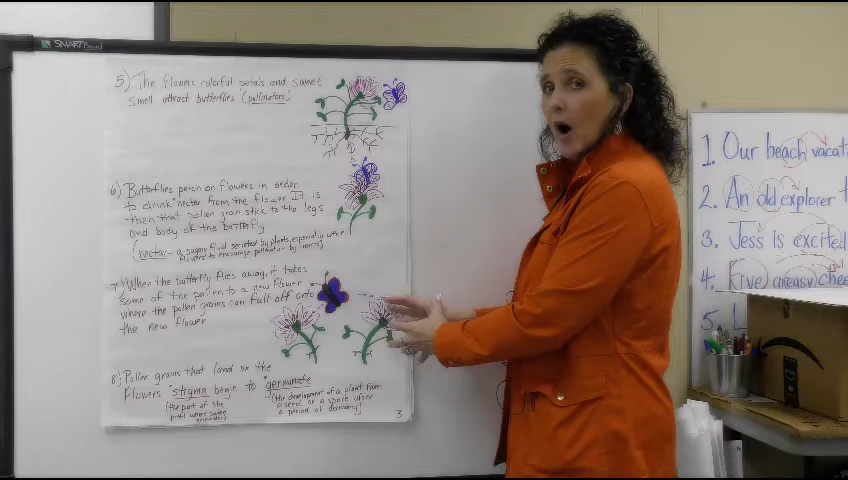 SMART Board
5) The flowers colorful petals and sweet
smell attract butterflies (pollinators)
6) Butterflies perch on flowers in order
to drink "nectar" from the flower. It is
then that pollen grain stick to the legs
and body of the butterfly
(nectar - a sugary fluid secreted by plants especially within
flowers to encourage pollination by insects)
7) When the butterfly flies away, it takes
some of the pollen to a new flower
where the pollen grains can fall off onto
the new flower
8) Pollen grains that land on the
flowers "stigma" begin to "germinate"
(the part of the
pistil where pollen
germinates)
(the development of a plant from
a seed or a spore after
a period of dormancy)
3
1. Our beach vacat
2. An old explorer t
3. Jess is excited
4. Five greasy chee
5. L